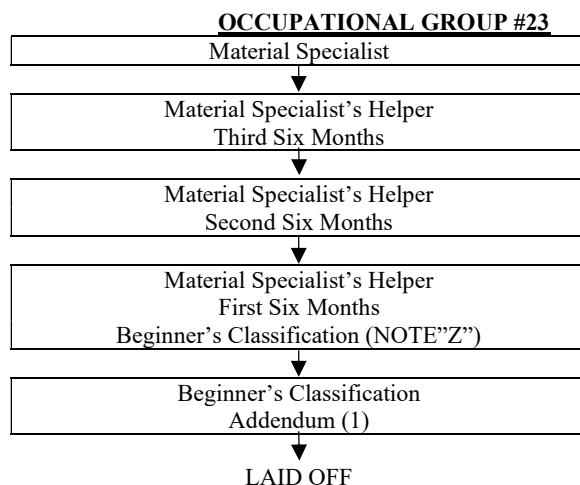 OCCUPATIONAL GROUP #23
Material Specialist
Material Specialist’s Helper
Third Six Months
Material Specialist’s Helper
Second Six Months
Material Specialist’s Helper
First Six Months
Beginner’s Classification (NOTE”Z”)
Beginner’s Classification
Addendum (1)
LAID OFF